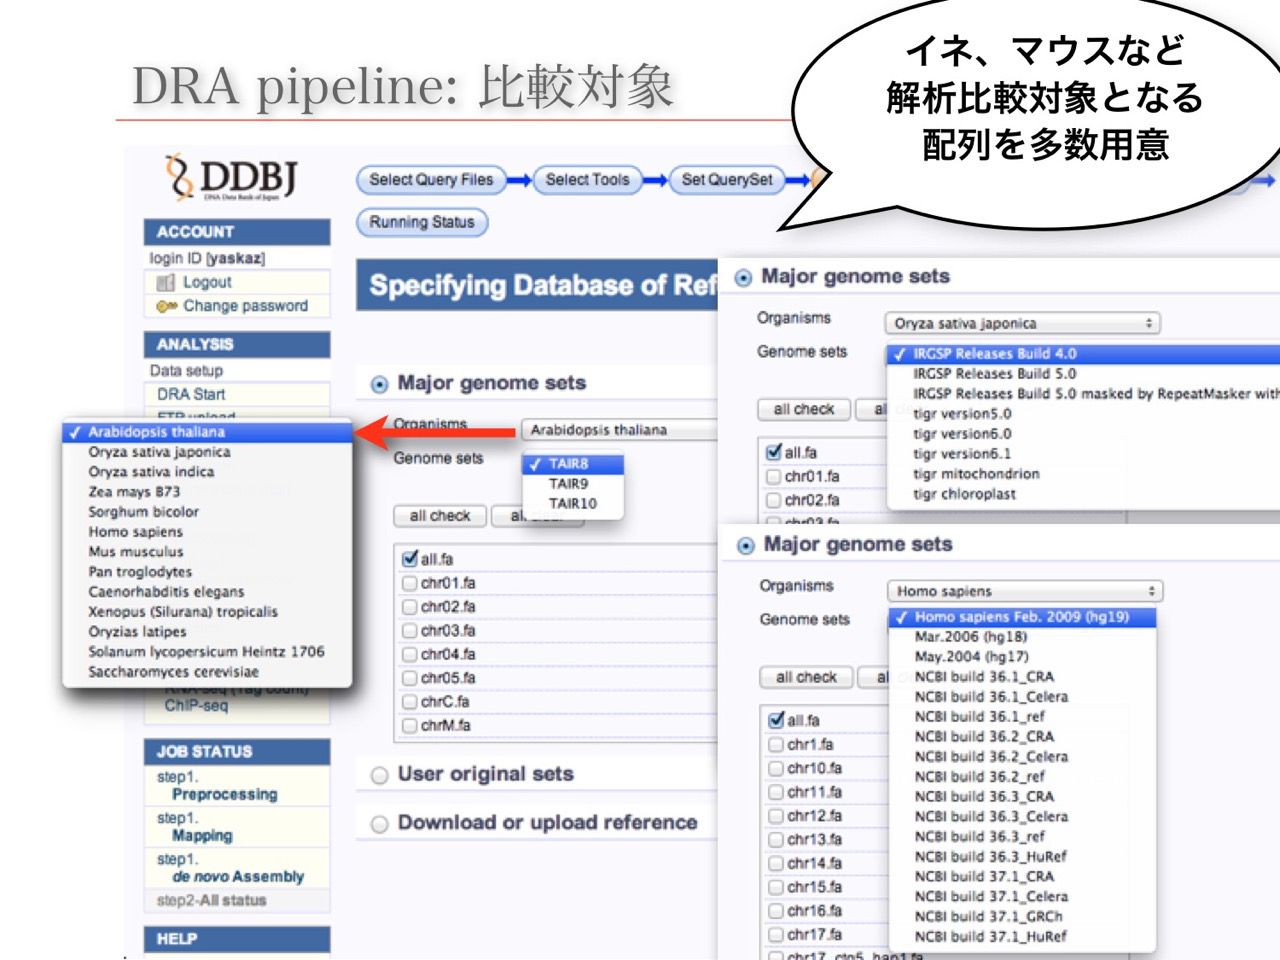 DRA pipeline: 比較対象
イネ、マウスなど
解析比較対象となる
配列を多数用意
DDBJ
DNA Data Bank of Japan
Select Query Files
Select Tools
Set QuerySet
Running Status
ACCOUNT
login ID [yaskaz]
Logout
Change password
ANALYSIS
Data setup
DRA Start
FTP upload
Arabidopsis thaliana
Oryza sativa japonica
Oryza sativa indica
Zea mays B73
Sorghum bicolor
Homo sapiens
Mus musculus
Pan troglodytes
Caenorhabditis elegans
Xenopus (Silurana) tropicalis
Oryzias latipes
Solanum lycopersicum Heintz 1706
Saccharomyces cerevisiae
RNA-seq (Tag count)
ChIP-seq
JOB STATUS
step1.
Preprocessing
step1.
Mapping
step1.
de novo Assembly
step2-All status
HELP
Specifying Database of Ref
Major genome sets
Organisms
Arabidopsis thaliana
Genome sets
TAIR8
TAIR9
TAIR10
all check
all clear
all.fa
chr01.fa
chr02.fa
chr03.fa
chr04.fa
chr05.fa
chrC.fa
chrM.fa
User original sets
Download or upload reference
Major genome sets
Organisms
Oryza sativa japonica
Genome sets
IRGSP Releases Build 4.0
IRGSP Releases Build 5.0
IRGSP Releases Build 5.0 masked by RepeatMasker with
tigr version5.0
tigr version6.0
tigr version6.1
tigr mitochondrion
tigr chloroplast
all check
al
all.fa
chr01.fa
chr02.fa
chr03.fa
Major genome sets
Organisms
Homo sapiens
Genome sets
Homo sapiens Feb. 2009 (hg19)
Mar.2006 (hg18)
May.2004 (hg17)
NCBI build 36.1_CRA
NCBI build 36.1_Celera
NCBI build 36.1_ref
NCBI build 36.2_CRA
NCBI build 36.2_Celera
NCBI build 36.2_ref
NCBI build 36.3_CRA
NCBI build 36.3_Celera
NCBI build 36.3_ref
NCBI build 36.3_HuRef
NCBI build 37.1_CRA
NCBI build 37.1_Celera
NCBI build 37.1_GRCh
NCBI build 37.1_HuRef
all check
al
all.fa
chr1.fa
chr10.fa
chr11.fa
chr12.fa
chr13.fa
chr14.fa
chr15.fa
chr16.fa
chr17.fa
chr17_ctg5_hap1.fa